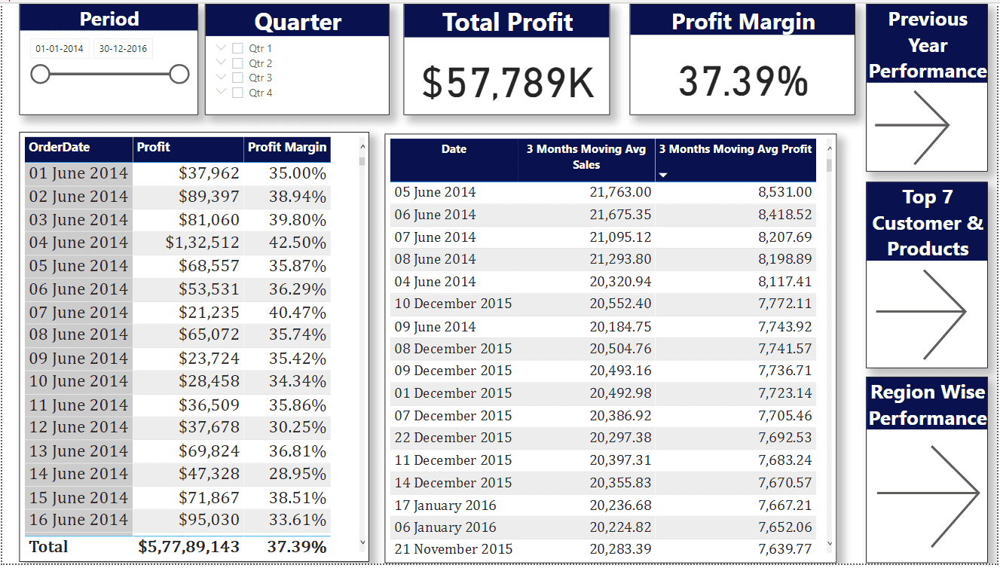 Period
01-01-2014 30-12-2016
Quarter
Qtr 1
Qtr 2
Qtr 3
Qtr 4
Total Profit
$57,789K
Profit Margin
37.39%
Previous
Year
Performance
OrderDate Profit Profit Margin
01 June 2014 $37,962 35.00%
02 June 2014 $89,397 38.94%
03 June 2014 $81,060 39.80%
04 June 2014 $1,32,512 42.50%
05 June 2014 $68,557 35.87%
06 June 2014 $53,531 36.29%
07 June 2014 $21,235 40.47%
08 June 2014 $65,072 35.74%
09 June 2014 $23,724 35.42%
10 June 2014 $28,458 34.34%
11 June 2014 $36,509 35.86%
12 June 2014 $37,678 30.25%
13 June 2014 $69,824 36.81%
14 June 2014 $47,328 28.95%
15 June 2014 $71,867 38.51%
16 June 2014 $95,030 33.61%
Total $5,77,89,143 37.39%
Date 3 Months Moving Avg 3 Months Moving Avg Profit
Sales
05 June 2014 21,763.00 8,531.00
06 June 2014 21,675.35 8,418.52
07 June 2014 21,095.12 8,207.69
08 June 2014 21,293.80 8,198.89
04 June 2014 20,320.94 8,117.41
10 December 2015 20,552.40 7,772.11
09 June 2014 20,184.75 7,743.92
08 December 2015 20,504.76 7,741.57
09 December 2015 20,493.16 7,736.71
01 December 2015 20,492.98 7,723.14
07 December 2015 20,386.92 7,705.46
22 December 2015 20,297.38 7,692.53
11 December 2015 20,397.31 7,683.24
14 December 2015 20,355.83 7,670.57
17 January 2016 20,236.68 7,667.21
06 January 2016 20,224.82 7,652.06
21 November 2015 20,283.39 7,639.77
Top 7
Customer &
Products
Region Wise
Performance